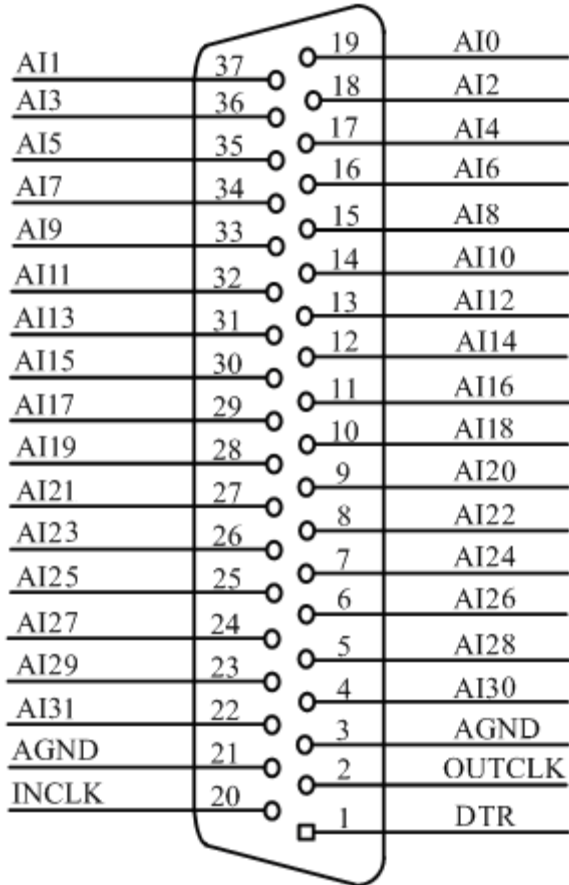 19 AI0
AI1 37
18 AI2
AI3 36
17 AI4
AI5 35
16 AI6
AI7 34
15 AI8
AI9 33
14 AI10
AI11 32
13 AI12
AI13 31
12 AI14
AI15 30
11 AI16
AI17 29
10 AI18
AI19 28
9 AI20
AI21 27
8 AI22
AI23 26
7 AI24
AI25 25
6 AI26
AI27 24
5 AI28
AI29 23
4 AI30
AI31 22
3 AGND
AGND 21
2 OUTCLK
INCLK 20
1 DTR